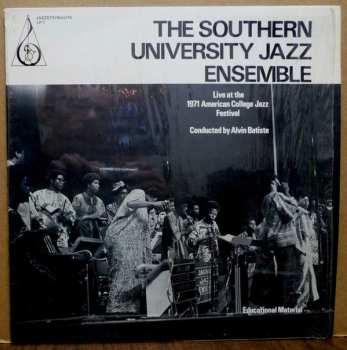 THE SOUTHERN
UNIVERSITY JAZZ
ENSEMBLE
Live at the
1971 American College Jazz
Festival
Conducted by Alvin Batiste
Educational Material